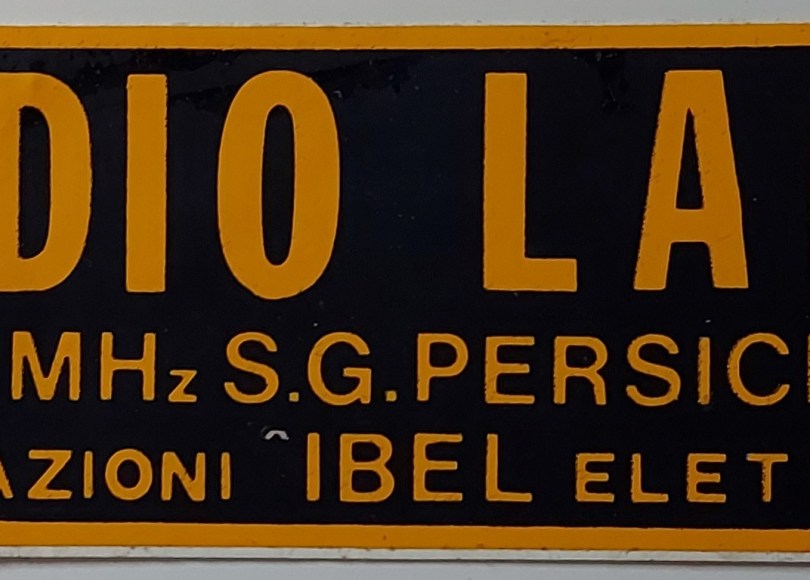 DIO LA
MHz S.G.PERSIC
AZIONI IBEL ELET